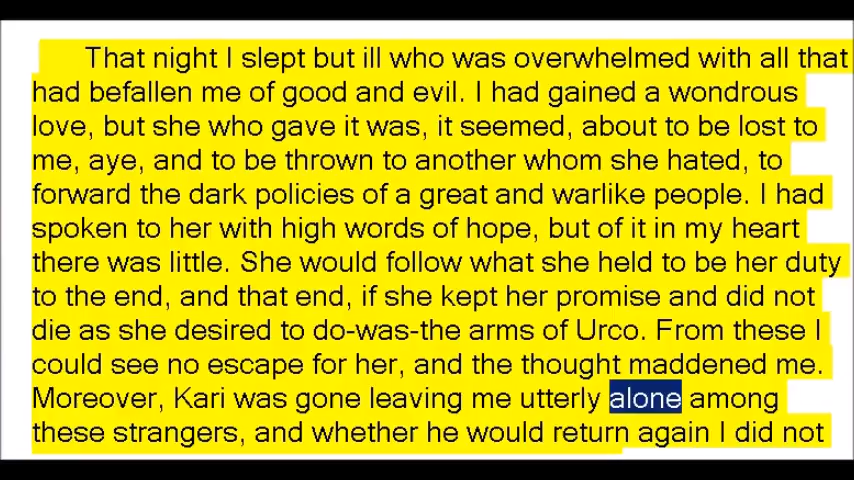 That night I slept but ill who was overwhelmed with all that
had befallen me of good and evil. I had gained a wondrous
love, but she who gave it was, it seemed, about to be lost to
me, aye, and to be thrown to another whom she hated, to
forward the dark policies of a great and warlike people. I had
spoken to her with high words of hope, but of it in my heart
there was little. She would follow what she held to be her duty
to the end, and that end, if she kept her promise and did not
die as she desired to do-was-the arms of Urco. From these I
could see no escape for her, and the thought maddened me.
Moreover, Kari was gone leaving me utterly alone among
these strangers, and whether he would return again I did not